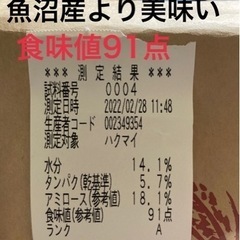 魚沼産より美味い
食味値91点
*** 測定結果 ***
試料番号 0004
測定日時 2022/02/28 11:48
生産者コード 002349354
測定対象 ハクマイ
水分 14.1%
タンパク(乾基準) 5.7%
アミロース(参考値) 18.1%
食味値(参考値) 91点
ランク A